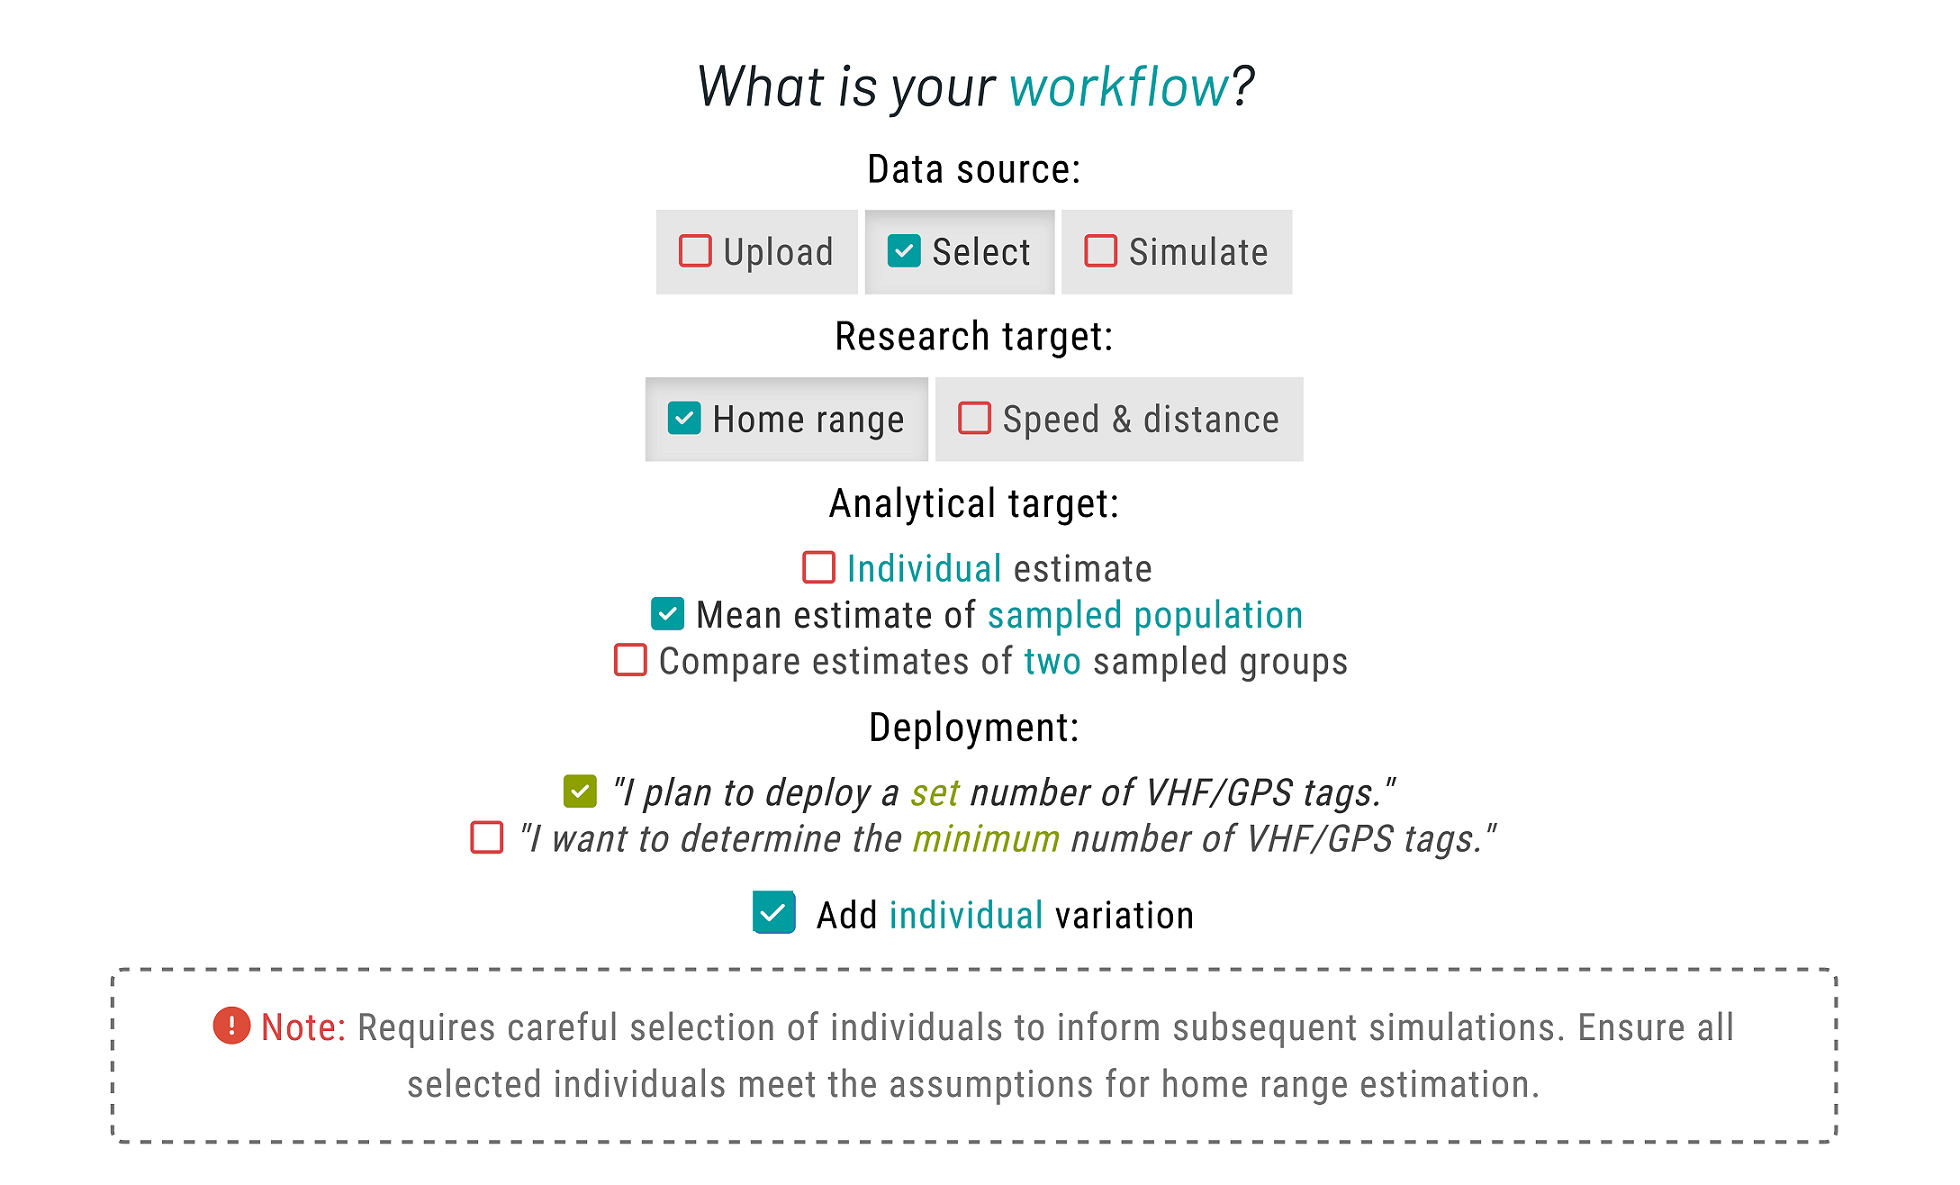 What is your workflow?
Data source:
Upload Select Simulate
Research target:
Home range Speed & distance
Analytical target:
Individual estimate
Mean estimate of sampled population
Compare estimates of two sampled groups
Deployment:
"I plan to deploy a set number of VHF/GPS tags."
"I want to determine the minimum number of VHF/GPS tags."
Add individual variation
Note: Requires careful selection of individuals to inform subsequent simulations. Ensure all
selected individuals meet the assumptions for home range estimation.